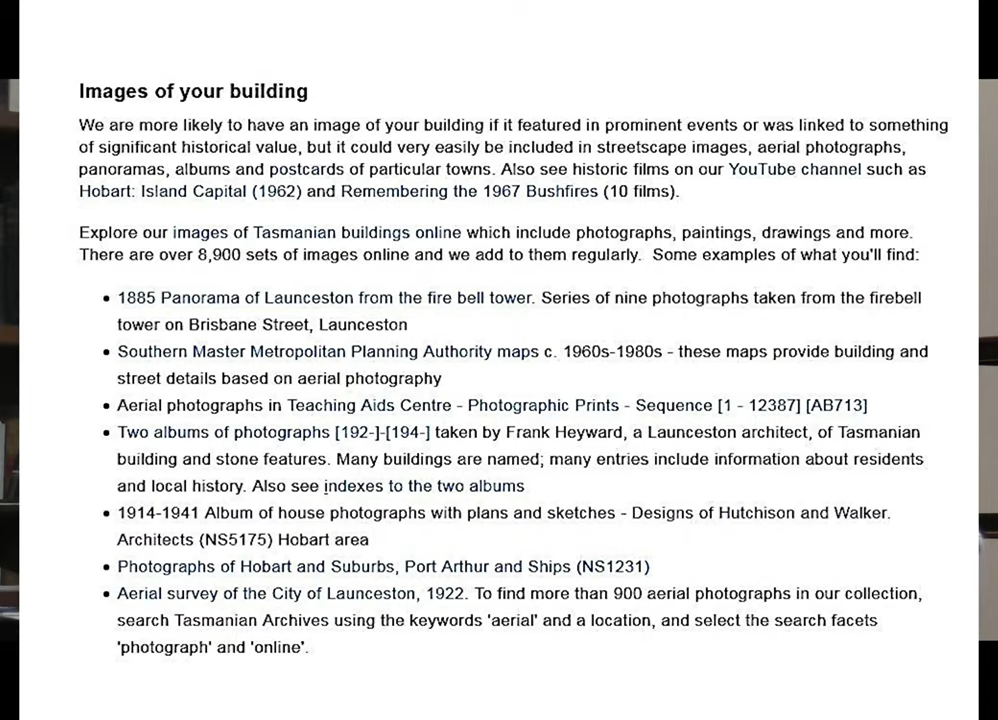 Images of your building
We are more likely to have an image of your building if it featured in prominent events or was linked to something
of significant historical value, but it could very easily be included in streetscape images, aerial photographs,
panoramas, albums and postcards of particular towns. Also see historic films on our YouTube channel such as
Hobart: Island Capital (1962) and Remembering the 1967 Bushfires (10 films).
Explore our images of Tasmanian buildings online which include photographs, paintings, drawings and more.
There are over 8,900 sets of images online and we add to them regularly. Some examples of what you'll find:
• 1885 Panorama of Launceston from the fire bell tower. Series of nine photographs taken from the firebell
tower on Brisbane Street, Launceston
• Southern Master Metropolitan Planning Authority maps c. 1960s-1980s - these maps provide building and
street details based on aerial photography
• Aerial photographs in Teaching Aids Centre - Photographic Prints - Sequence [1 - 12387] [AB713]
• Two albums of photographs [192-]-[194-] taken by Frank Heyward, a Launceston architect, of Tasmanian
building and stone features. Many buildings are named; many entries include information about residents
and local history. Also see indexes to the two albums
• 1914-1941 Album of house photographs with plans and sketches - Designs of Hutchison and Walker.
Architects (NS5175) Hobart area
• Photographs of Hobart and Suburbs, Port Arthur and Ships (NS1231)
• Aerial survey of the City of Launceston, 1922. To find more than 900 aerial photographs in our collection,
search Tasmanian Archives using the keywords 'aerial' and a location, and select the search facets
'photograph' and 'online'.